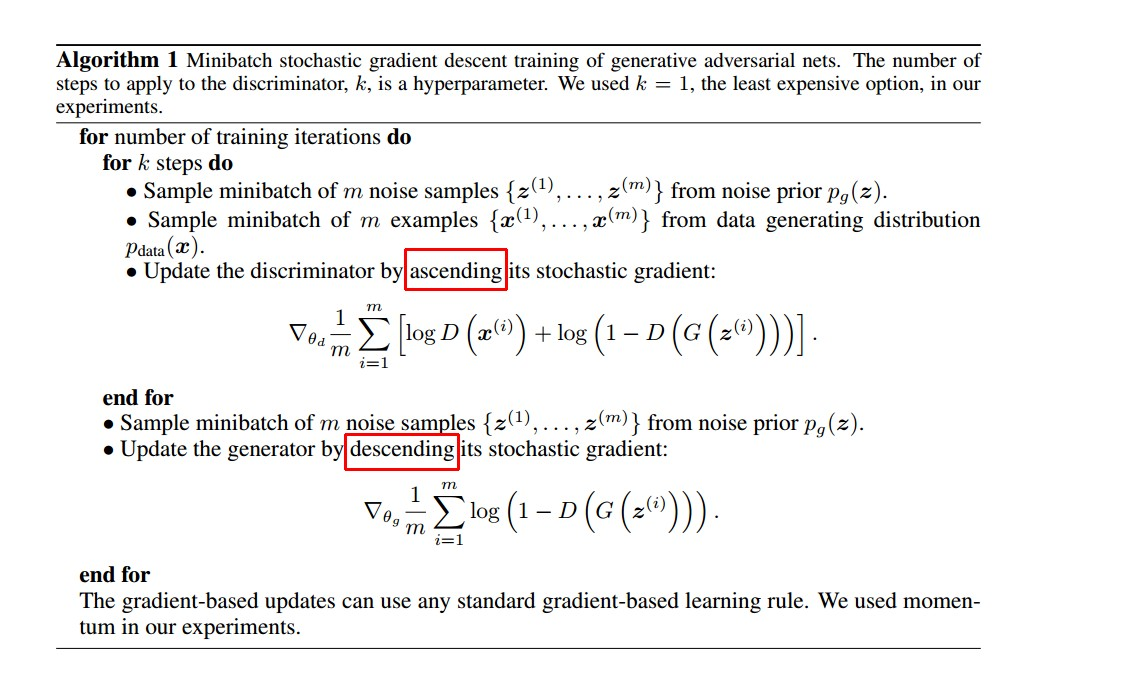 Algorithm 1 Minibatch stochastic gradient descent training of generative adversarial nets. The number of
steps to apply to the discriminator, k, is a hyperparameter. We used k = 1, the least expensive option, in our
experiments.
for number of training iterations do
for k steps do
• Sample minibatch of m noise samples {z^(1), . . . , z^(m)} from noise prior p_g(z).
• Sample minibatch of m examples {x^(1), . . . , x^(m)} from data generating distribution
p_data(x).
• Update the discriminator by ascending its stochastic gradient:
∇_θ_d 1/m ∑_{i=1}^{m} [log D (x^(i)) + log (1 − D (G (z^(i))))] .
end for
• Sample minibatch of m noise samples {z^(1), . . . , z^(m)} from noise prior p_g(z).
• Update the generator by descending its stochastic gradient:
∇_θ_g 1/m ∑_{i=1}^{m} log (1 − D (G (z^(i)))) .
end for
The gradient-based updates can use any standard gradient-based learning rule. We used momen-
tum in our experiments.